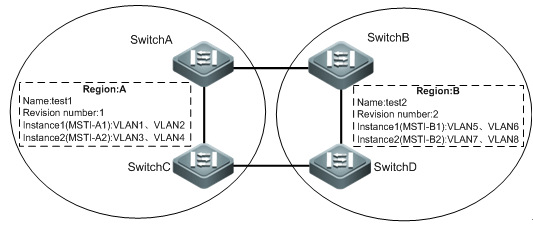 SwitchA
SwitchB
Region:A
Name:test1
Revision number:1
Instance1(MSTI-A1):VLAN1、VLAN2
Instance2(MSTI-A2):VLAN3、VLAN4
Region:B
Name:test2
Revision number:2
Instance1(MSTI-B1):VLAN5、VLAN6
Instance2(MSTI-B2):VLAN7、VLAN8
SwitchC
SwitchD